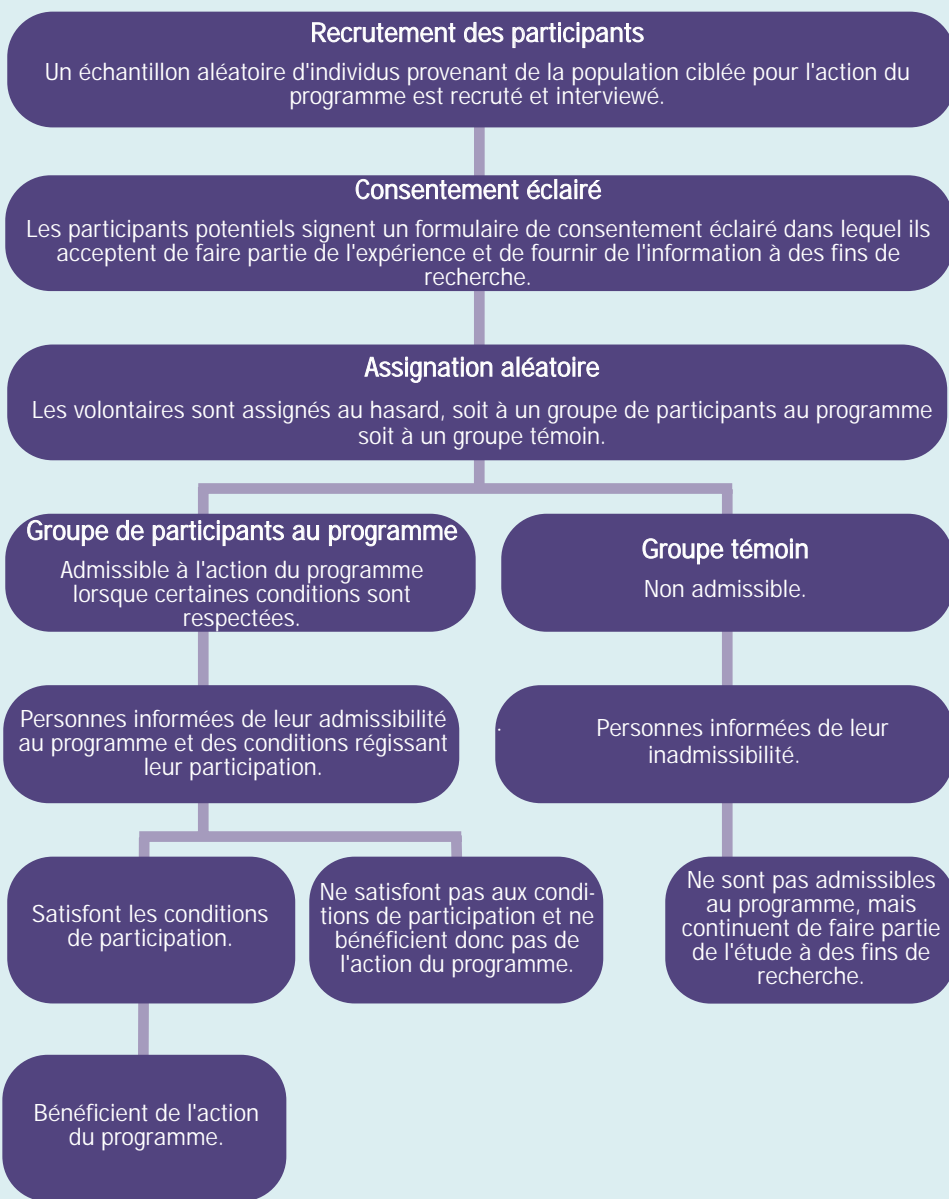 Recrutement des participants
Un échantillon aléatoire d'individus provenant de la population ciblée pour l'action du
programme est recruté et interviewé.
Consentement éclairé
Les participants potentiels signent un formulaire de consentement éclairé dans lequel ils
acceptent de faire partie de l'expérience et de fournir de l'information à des fins de
recherche.
Assignation aléatoire
Les volontaires sont assignés au hasard, soit à un groupe de participants au programme
soit à un groupe témoin.
Groupe de participants au programme
Admissible à l'action du programme
lorsque certaines conditions sont
respectées.
Groupe témoin
Non admissible.
Personnes informées de leur admissibilité
au programme et des conditions régissant
leur participation.
. Personnes informées de leur
inadmissibilité.
Satisfont les conditions
de participation.
Ne satisfont pas aux condi-
tions de participation et ne
bénéficient donc pas de
l'action du programme.
Ne sont pas admissibles
au programme, mais
continuent de faire partie
de l'étude à des fins de
recherche.
Bénéficient de l'action
du programme.